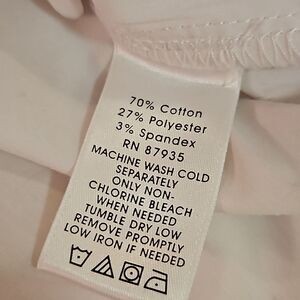 70% Cotton
27% Polyester
3% Spandex
RN 87935
MACHINE WASH COLD
SEPARATELY
ONLY NON-
CHLORINE BLEACH
WHEN NEEDED
TUMBLE DRY LOW
REMOVE PROMPTLY
LOW IRON IF NEEDED